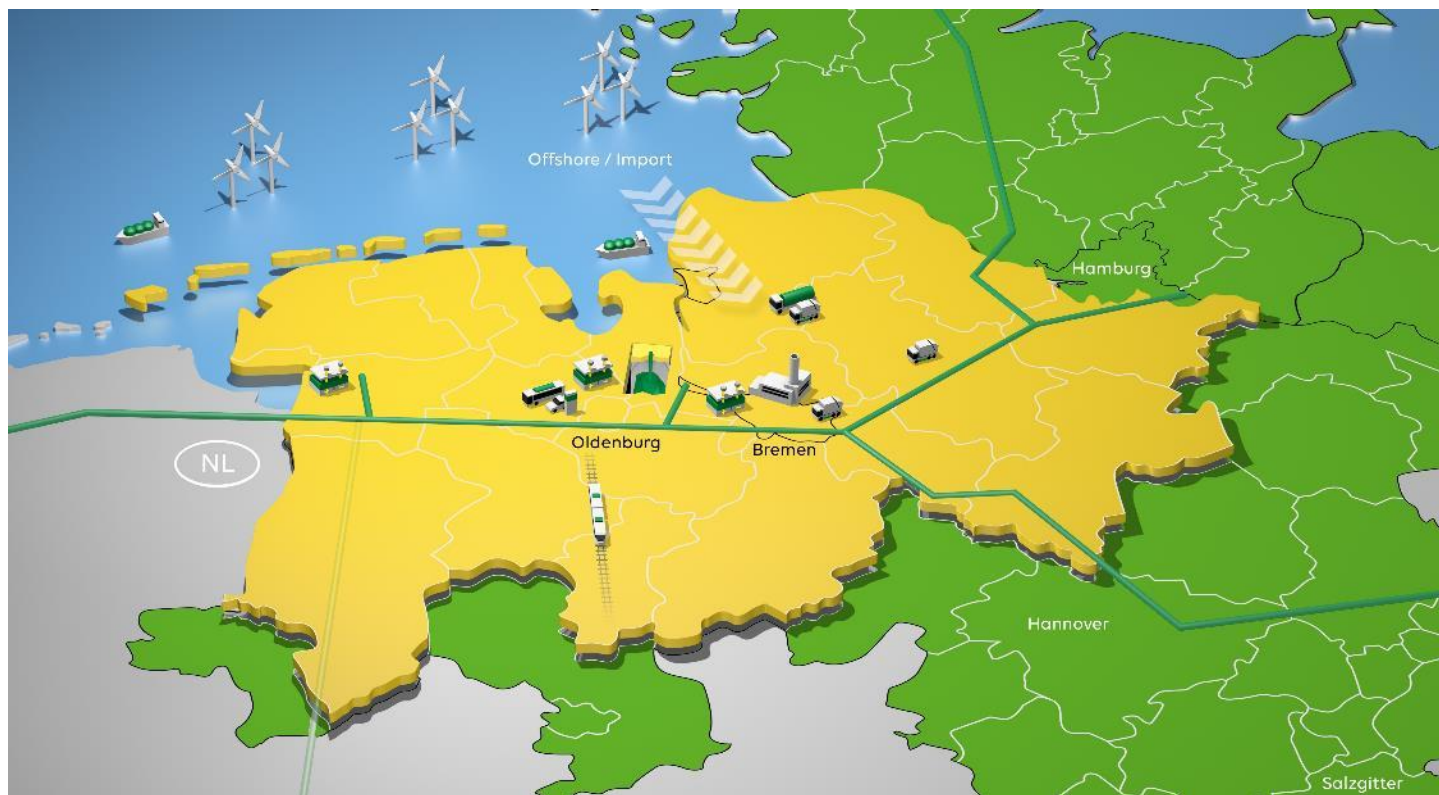 Offshore / Import
Hamburg
NL
Oldenburg
Bremen
Hannover
Salzgitter